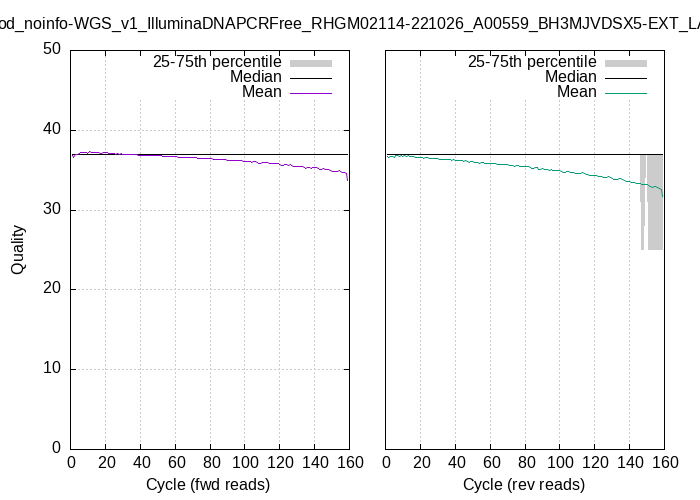 od_noinfo-WGS_v1_IlluminaDNAPCRFree_RHGM02114-221026_A00559_BH3MJVDSX5-EXT_LA
50
40
30
20
10
0
Quality
25-75th percentile
Median
Mean
0 20 40 60 80 100 120 140 160
Cycle (fwd reads)
25-75th percentile
Median
Mean
0 20 40 60 80 100 120 140 160
Cycle (rev reads)